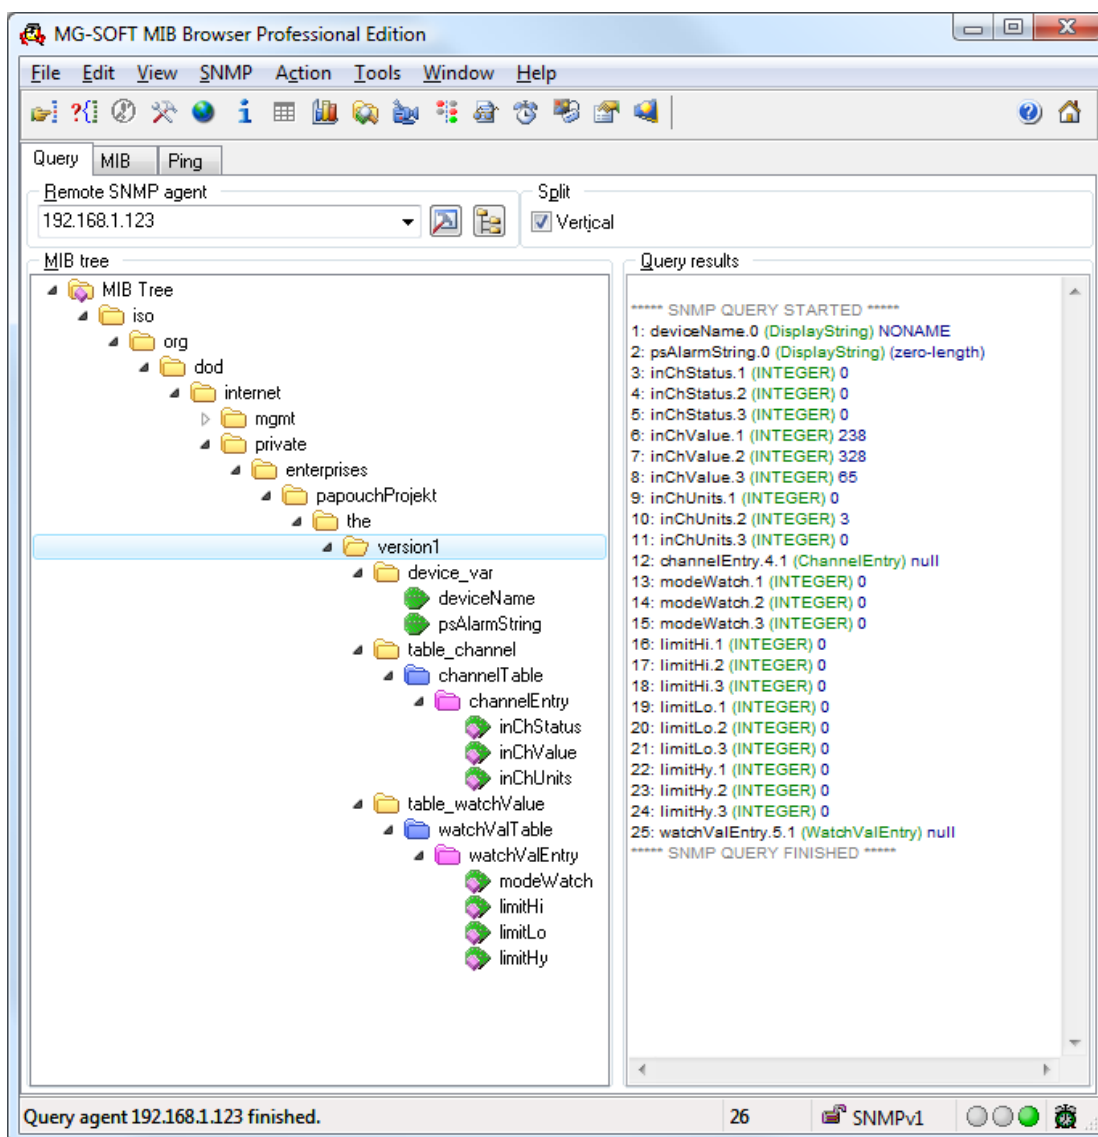 MG-SOFT MIB Browser Professional Edition
File Edit View SNMP Action Tools Window Help
Query MIB Ping
Remote SNMP agent
Split
192.168.1.123
Vertical
MIB tree
MIB Tree
iso
org
dod
internet
mgmt
private
enterprises
papouchProjekt
the
version1
device_var
deviceName
psAlarmString
table_channel
channelTable
channelEntry
inChStatus
inChValue
inChUnits
table_watchValue
watchValTable
watchValEntry
modeWatch
limitHi
limitLo
limitHy
Query results
***** SNMP QUERY STARTED *****
1: deviceName.0 (DisplayString) NONAME
2: psAlarmString.0 (DisplayString) (zero-length)
3: inChStatus.1 (INTEGER) 0
4: inChStatus.2 (INTEGER) 0
5: inChStatus.3 (INTEGER) 0
6: inChValue.1 (INTEGER) 238
7: inChValue.2 (INTEGER) 328
8: inChValue.3 (INTEGER) 65
9: inChUnits.1 (INTEGER) 0
10: inChUnits.2 (INTEGER) 3
11: inChUnits.3 (INTEGER) 0
12: channelEntry.4.1 (ChannelEntry) null
13: modeWatch.1 (INTEGER) 0
14: modeWatch.2 (INTEGER) 0
15: modeWatch.3 (INTEGER) 0
16: limitHi.1 (INTEGER) 0
17: limitHi.2 (INTEGER) 0
18: limitHi.3 (INTEGER) 0
19: limitLo.1 (INTEGER) 0
20: limitLo.2 (INTEGER) 0
21: limitLo.3 (INTEGER) 0
22: limitHy.1 (INTEGER) 0
23: limitHy.2 (INTEGER) 0
24: limitHy.3 (INTEGER) 0
25: watchValEntry.5.1 (WatchValEntry) null
***** SNMP QUERY FINISHED *****
Query agent 192.168.1.123 finished. 26 SNMPv1